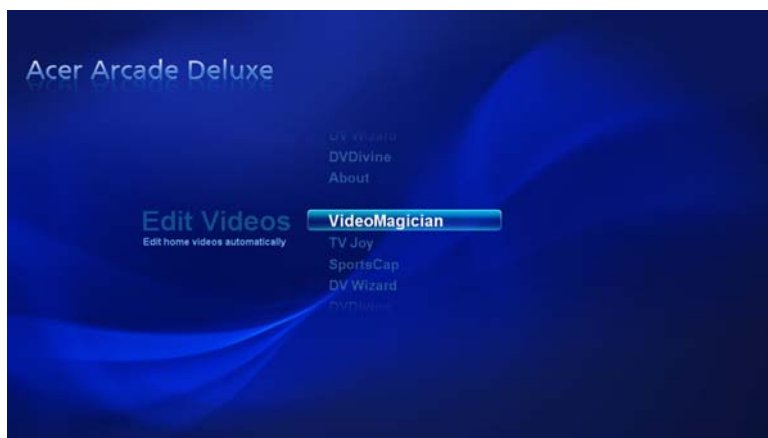 Acer Arcade Deluxe
DV Wizard
DVDivine
About
Edit Videos
VideoMagician
Edit home videos automatically
TV Joy
SportsCap
DV Wizard
DVDivine